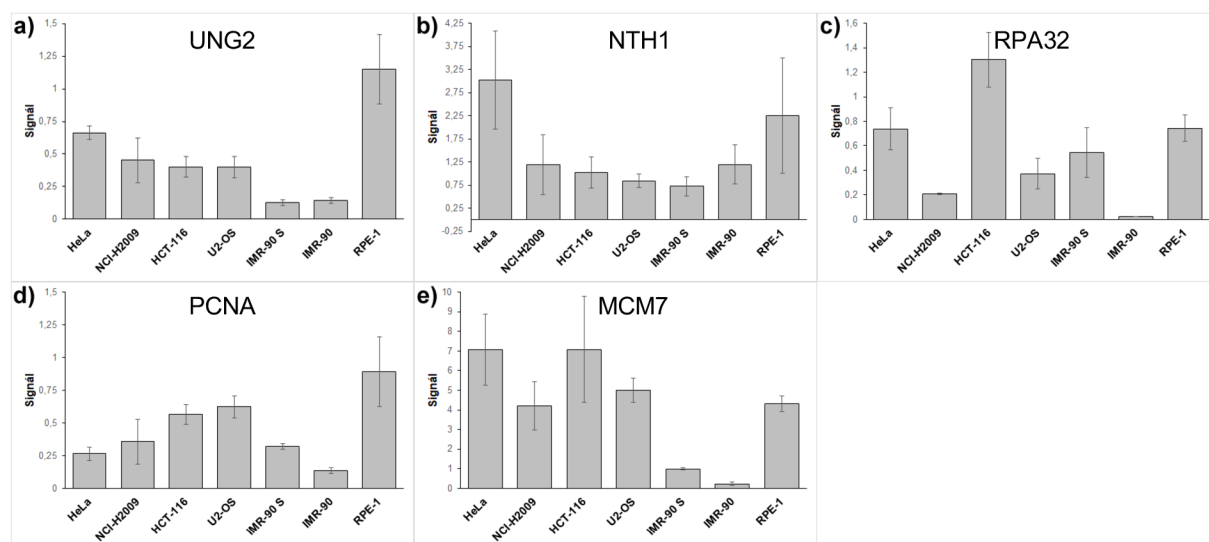 a)
UNG2
Signál
1,5
1,25
1
0,75
0,5
0,25
0
HeLa
NCI-H2009
HCT-116
U2-OS
IMR-90 S
IMR-90
RPE-1
b)
NTH1
Signál
4,25
3,75
3,25
2,75
2,25
1,75
1,25
0,75
0,25
-0,25
HeLa
NCI-H2009
HCT-116
U2-OS
IMR-90 S
IMR-90
RPE-1
c)
RPA32
Signál
1,6
1,4
1,2
1
0,8
0,6
0,4
0,2
0
HeLa
NCI-H2009
HCT-116
U2-OS
IMR-90 S
IMR-90
RPE-1
d)
PCNA
Signál
1,5
1,25
1
0,75
0,5
0,25
0
HeLa
NCI-H2009
HCT-116
U2-OS
IMR-90 S
IMR-90
RPE-1
e)
MCM7
Signál
10
9
8
7
6
5
4
3
2
1
0
HeLa
NCI-H2009
HCT-116
U2-OS
IMR-90 S
IMR-90
RPE-1